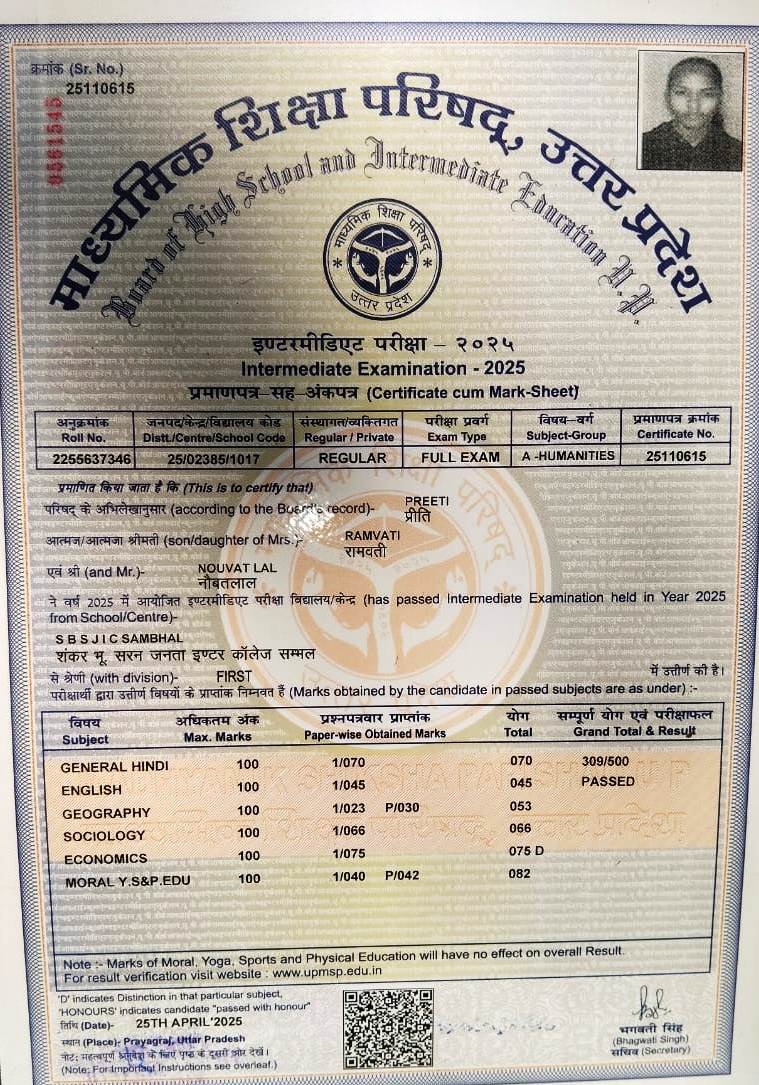 क्रमांक (Sr. No.)
25110615
0561545
माध्यमिक शिक्षा परिषद्, उत्तर प्रदेश
Board of High School and Intermediate Education U.P.
माध्यमिक शिक्षा परिषद्
उत्तर प्रदेश
इण्टरमीडिएट परीक्षा – २०२५
Intermediate Examination - 2025
प्रमाणपत्र-सह-अंकपत्र (Certificate cum Mark-Sheet)
अनुक्रमांक जनपद/केन्द्र/विद्यालय कोड संस्थागत/व्यक्तिगत परीक्षा प्रवर्ग विषय-वर्ग प्रमाणपत्र क्रमांक
Roll No. Distt./Centre/School Code Regular / Private Exam Type Subject-Group Certificate No.
2255637346 25/02385/1017 REGULAR FULL EXAM A -HUMANITIES 25110615
प्रमाणित किया जाता है कि (This is to certify that)
परिषद् के अभिलेखानुसार (according to the Board's record)- PREETI
प्रीति
आत्मज/आत्मजा श्रीमती (son/daughter of Mrs.)- RAMVATI
रामवती
एवं श्री (and Mr.)- NOUVAT LAL
नौबतलाल
ने वर्ष 2025 में आयोजित इण्टरमीडिएट परीक्षा विद्यालय/केन्द्र (has passed Intermediate Examination held in Year 2025
from School/Centre)-
S B S J I C SAMBHAL
शंकर भू. सरन जनता इण्टर कॉलेज सम्भल
से श्रेणी (with division)- FIRST में उत्तीर्ण की है।
परीक्षार्थी द्वारा उत्तीर्ण विषयों के प्राप्तांक निम्नवत हैं (Marks obtained by the candidate in passed subjects are as under) :-
विषय अधिकतम अंक प्रश्नपत्रवार प्राप्तांक योग सम्पूर्ण योग एवं परीक्षाफल
Subject Max. Marks Paper-wise Obtained Marks Total Grand Total & Result
GENERAL HINDI 100 1/070 070 309/500
ENGLISH 100 1/045 045 PASSED
GEOGRAPHY 100 1/023 P/030 053
SOCIOLOGY 100 1/066 066
ECONOMICS 100 1/075 075 D
MORAL Y.S&P.EDU 100 1/040 P/042 082
Note :- Marks of Moral, Yoga, Sports and Physical Education will have no effect on overall Result.
For result verification visit website : www.upmsp.edu.in
'D' indicates Distinction in that particular subject,
'HONOURS' indicates candidate "passed with honour"
तिथि (Date)- 25TH APRIL'2025
स्थान (Place)- Prayagraj, Uttar Pradesh
नोट: महत्वपूर्ण अनुदेशों के लिए पृष्ठ के दूसरी ओर देखें।
(Note: For Important Instructions see overleaf.)
भगवती सिंह
(Bhagwati Singh)
सचिव (Secretary)